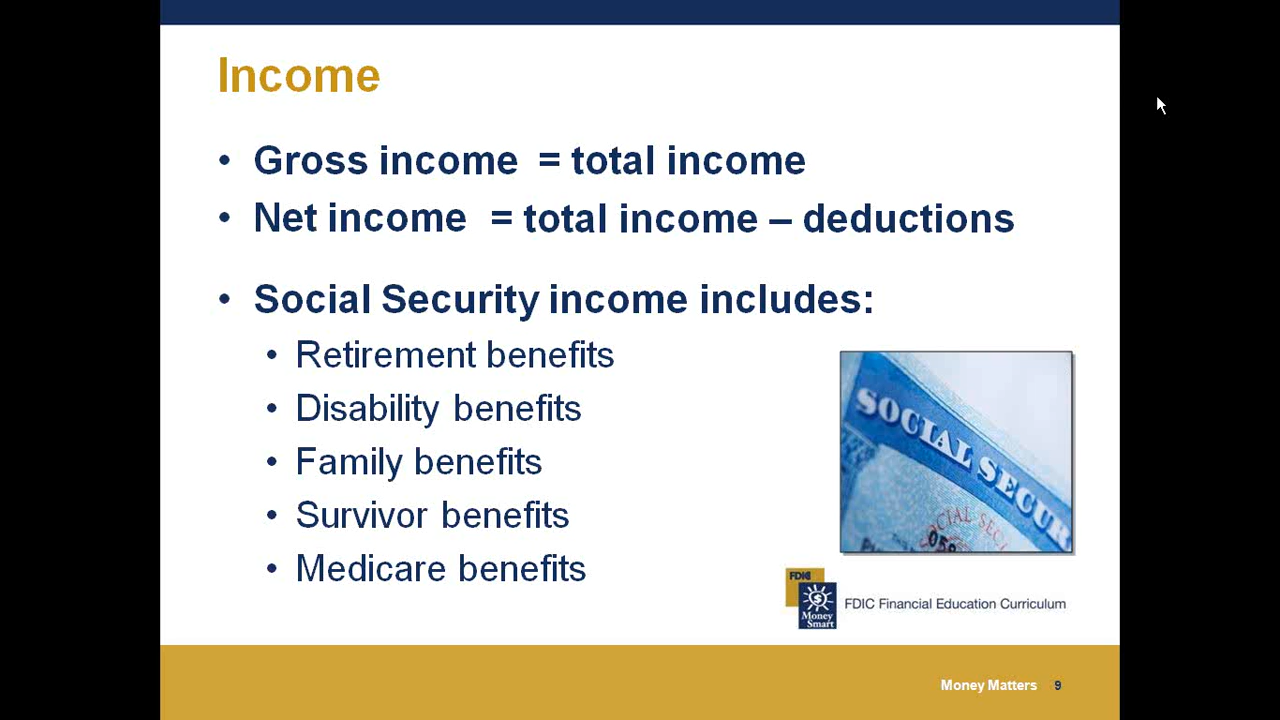 Income
• Gross income = total income
• Net income = total income – deductions
• Social Security income includes:
• Retirement benefits
• Disability benefits
• Family benefits
• Survivor benefits
• Medicare benefits
SOCIAL SECUR
FDIC
Money
Smart
FDIC Financial Education Curriculum
Money Matters 9